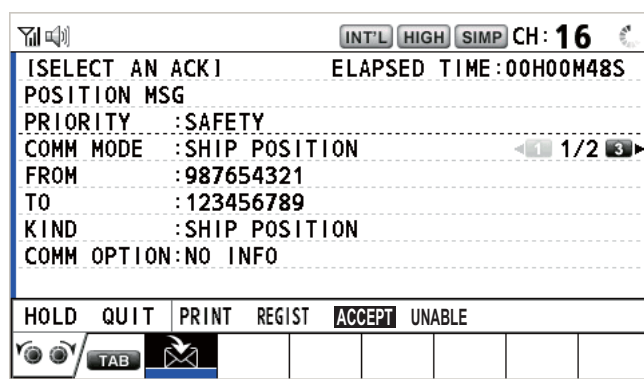 INT'L HIGH SIMP CH: 16
[SELECT AN ACK] ELAPSED TIME:00H00M48S
POSITION MSG
PRIORITY :SAFETY
COMM MODE :SHIP POSITION 1 1/2 3
FROM :987654321
TO :123456789
KIND :SHIP POSITION
COMM OPTION:NO INFO
HOLD QUIT PRINT REGIST ACCEPT UNABLE
TAB